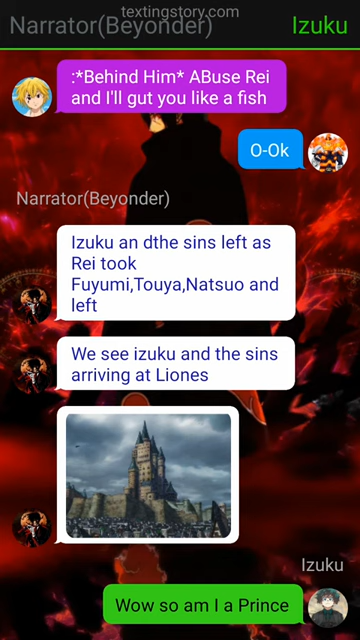 textingstory.com
Narrator(Beyonder)
Izuku
:*Behind Him* ABuse Rei
and I'll gut you like a fish
O-Ok
Narrator(Beyonder)
Izuku an dthe sins left as
Rei took
Fuyumi,Touya,Natsuo and
left
We see izuku and the sins
arriving at Liones
Izuku
Wow so am I a Prince